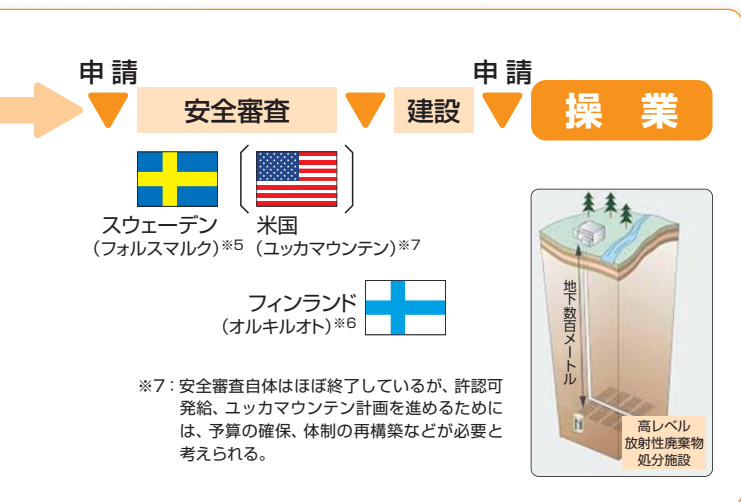 申請
申請
安全審査
建設
操業
スウェーデン
（フォルスマルク）※5
米国
（ユッカマウンテン）※7
フィンランド
（オルキルオト）※6
※7：安全審査自体はほぼ終了しているが、許認可
発給、ユッカマウンテン計画を進めるために
は、予算の確保、体制の再構築などが必要と
考えられる。
地下数百メートル
高レベル
放射性廃棄物
処分施設